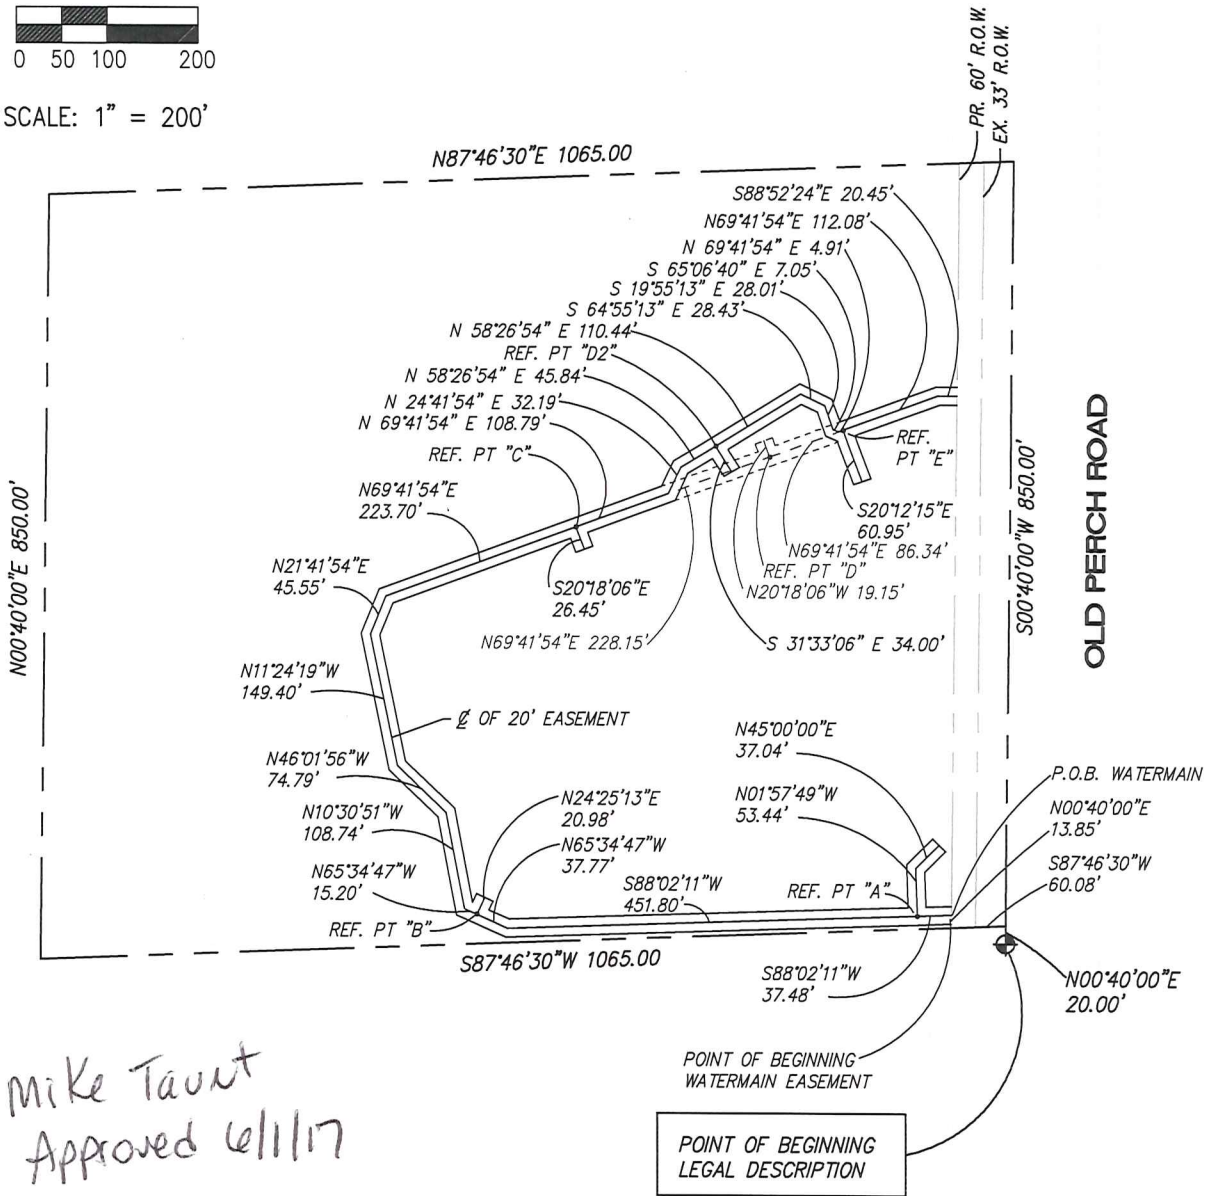 0 50 100 200
SCALE: 1" = 200'
PR. 60' R.O.W.
EX. 33' R.O.W.
N87°46'30"E 1065.00
S88°52'24"E 20.45'
N69°41'54"E 112.08'
N 69°41'54" E 4.91'
S 65°06'40" E 7.05'
S 19°55'13" E 28.01'
S 64°55'13" E 28.43'
N 58°26'54" E 110.44'
REF. PT "D2"
N 58°26'54" E 45.84'
N 24°41'54" E 32.19'
N 69°41'54" E 108.79'
REF. PT "C"
REF.
PT "E"
N69°41'54"E
223.70'
S20°12'15"E
60.95'
N69°41'54"E 86.34'
REF. PT "D"
N20°18'06"W 19.15'
N21°41'54"E
45.55'
S20°18'06"E
26.45'
N69°41'54"E 228.15'
S 31°33'06" E 34.00'
N00°40'00"E 850.00'
S00°40'00"W 850.00'
OLD PERCH ROAD
N11°24'19"W
149.40'
℄ OF 20' EASEMENT
N45°00'00"E
37.04'
N46°01'56"W
74.79'
P.O.B. WATERMAIN
N24°25'13"E
20.98'
N01°57'49"W
53.44'
N00°40'00"E
13.85'
N10°30'51"W
108.74'
N65°34'47"W
37.77'
S87°46'30"W
60.08'
N65°34'47"W
15.20'
S88°02'11"W
451.80'
REF. PT "A"
REF. PT "B"
S87°46'30"W 1065.00
S88°02'11"W
37.48'
N00°40'00"E
20.00'
POINT OF BEGINNING
WATERMAIN EASEMENT
Mike Taunt
Approved 6/1/17
POINT OF BEGINNING
LEGAL DESCRIPTION